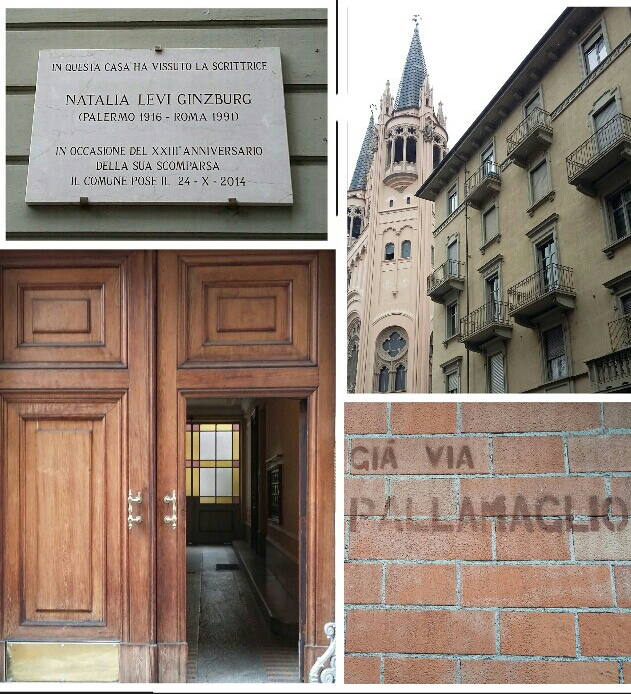 IN QUESTA CASA HA VISSUTO LA SCRITTRICE
NATALIA LEVI GINZBURG
(PALERMO 1916 - ROMA 1991)
IN OCCASIONE DEL XXIII° ANNIVERSARIO
DELLA SUA SCOMPARSA
IL COMUNE POSE IL 24 - X - 2014
GIÀ VIA
PALLAMAGLIO